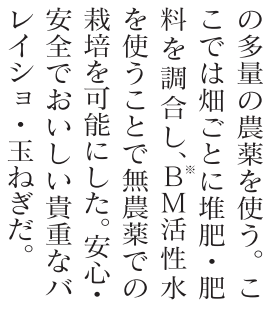 の多量の農薬を使う。こ
こでは畑ごとに堆肥・肥
料を調合し、BM※活性水
を使うことで無農薬での
栽培を可能にした。安心・
安全でおいしい貴重なバ
レイショ・玉ねぎだ。